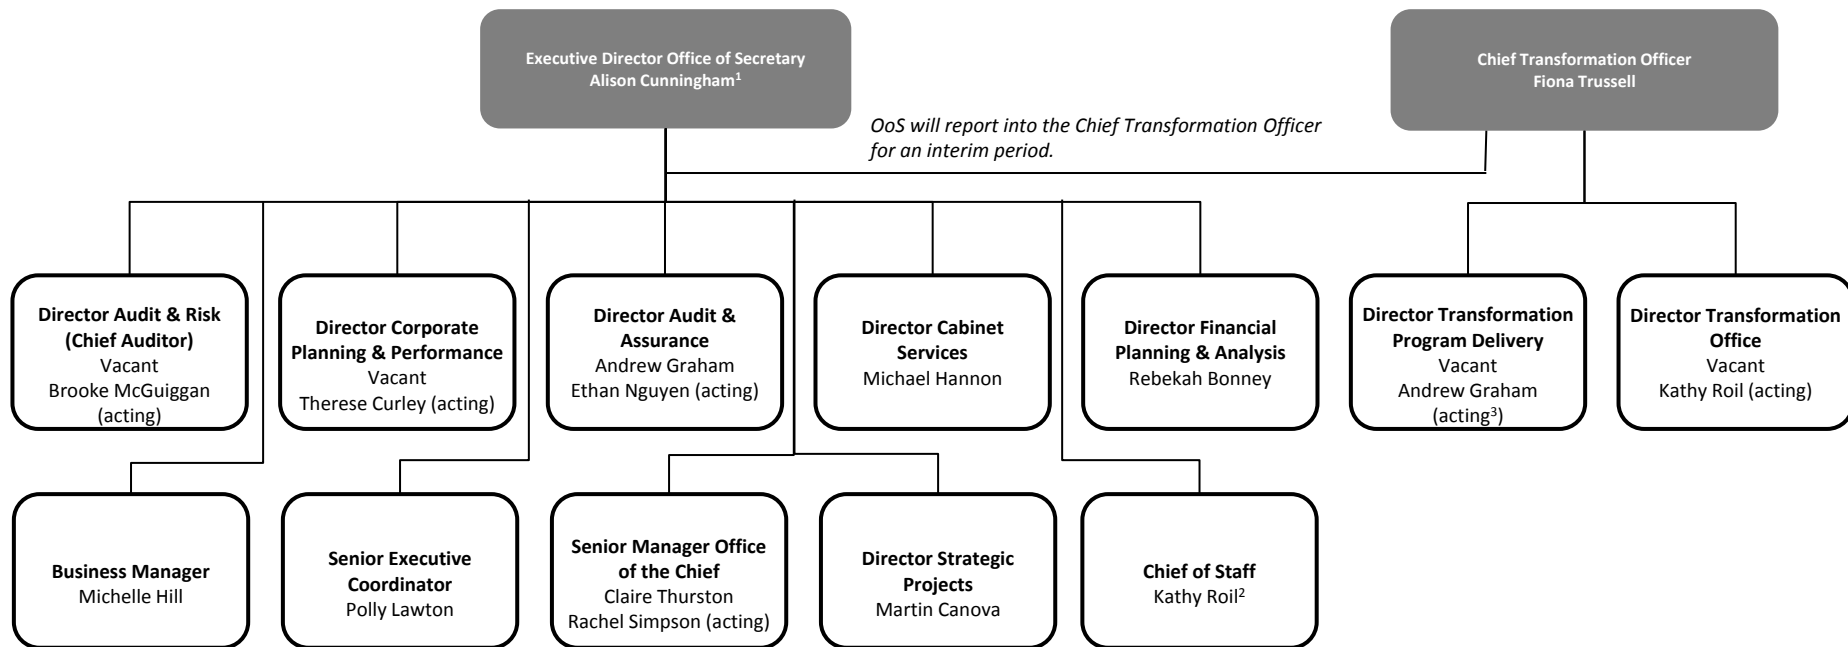 Executive Director Office of Secretary
Alison Cunningham¹
Chief Transformation Officer
Fiona Trussell
OoS will report into the Chief Transformation Officer
for an interim period.
Director Audit & Risk
(Chief Auditor)
Vacant
Brooke McGuiggan
(acting)
Director Corporate
Planning & Performance
Vacant
Therese Curley (acting)
Director Audit &
Assurance
Andrew Graham
Ethan Nguyen (acting)
Director Cabinet
Services
Michael Hannon
Director Financial
Planning & Analysis
Rebekah Bonney
Director Transformation
Program Delivery
Vacant
Andrew Graham
(acting³)
Director Transformation
Office
Vacant
Kathy Roil (acting)
Business Manager
Michelle Hill
Senior Executive
Coordinator
Polly Lawton
Senior Manager Office
of the Chief
Claire Thurston
Rachel Simpson (acting)
Director Strategic
Projects
Martin Canova
Chief of Staff
Kathy Roil²